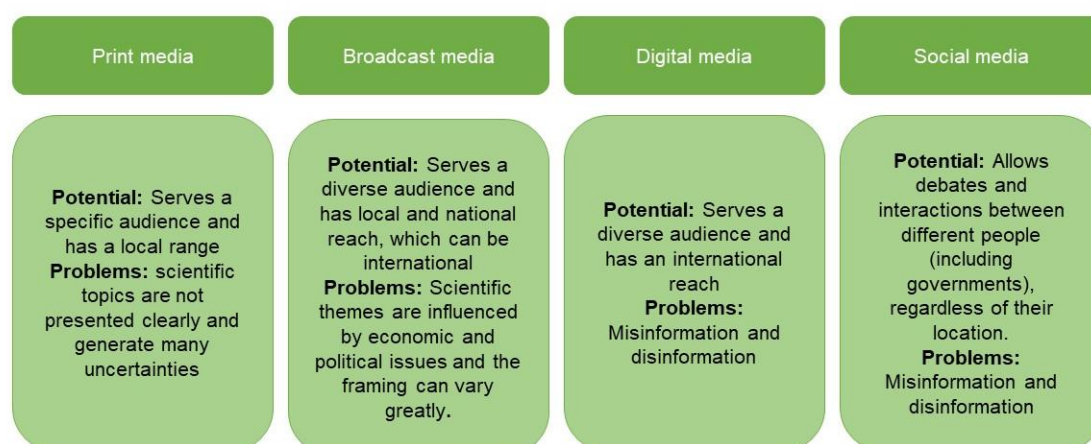 Print media
Potential: Serves a
specific audience and
has a local range
Problems: scientific
topics are not
presented clearly and
generate many
uncertainties
Broadcast media
Potential: Serves a
diverse audience and
has local and national
reach, which can be
international
Problems: Scientific
themes are influenced
by economic and
political issues and the
framing can vary
greatly.
Digital media
Potential: Serves a
diverse audience and
has an international
reach
Problems:
Misinformation and
disinformation
Social media
Potential: Allows
debates and
interactions between
different people
(including
governments),
regardless of their
location.
Problems:
Misinformation and
disinformation